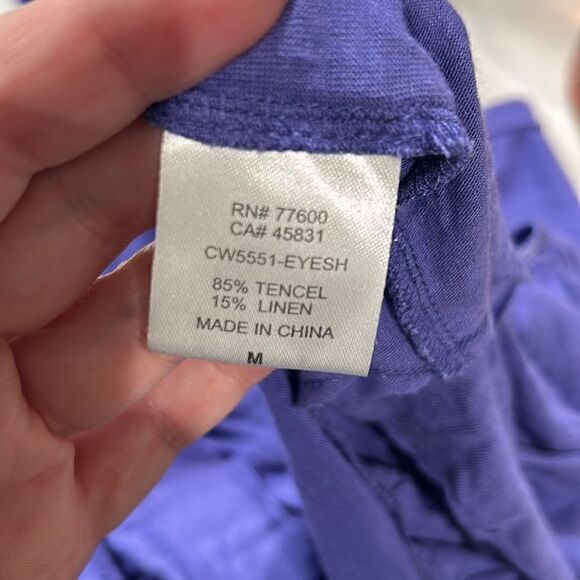 RN# 77600
CA# 45831
CW5551-EYESH
85% TENCEL
15% LINEN
MADE IN CHINA
M